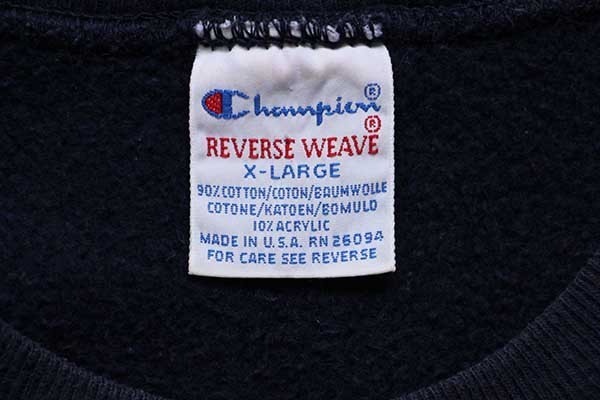 Champion®
REVERSE WEAVE®
X-LARGE
90% COTTON/COTON/BAUMWOLLE
COTONE/KATOEN/BOMULD
10% ACRYLIC
MADE IN U.S.A. RN 26094
FOR CARE SEE REVERSE